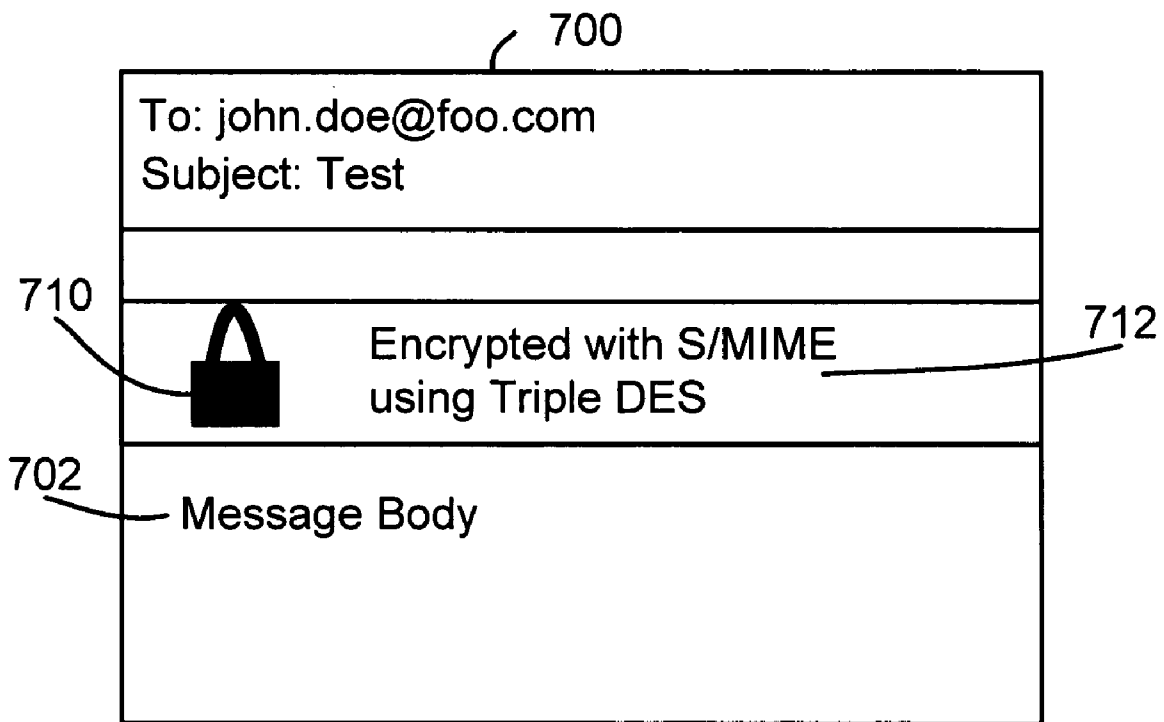 700
To: john.doe@foo.com
Subject: Test
710
Encrypted with S/MIME
using Triple DES
712
702
Message Body